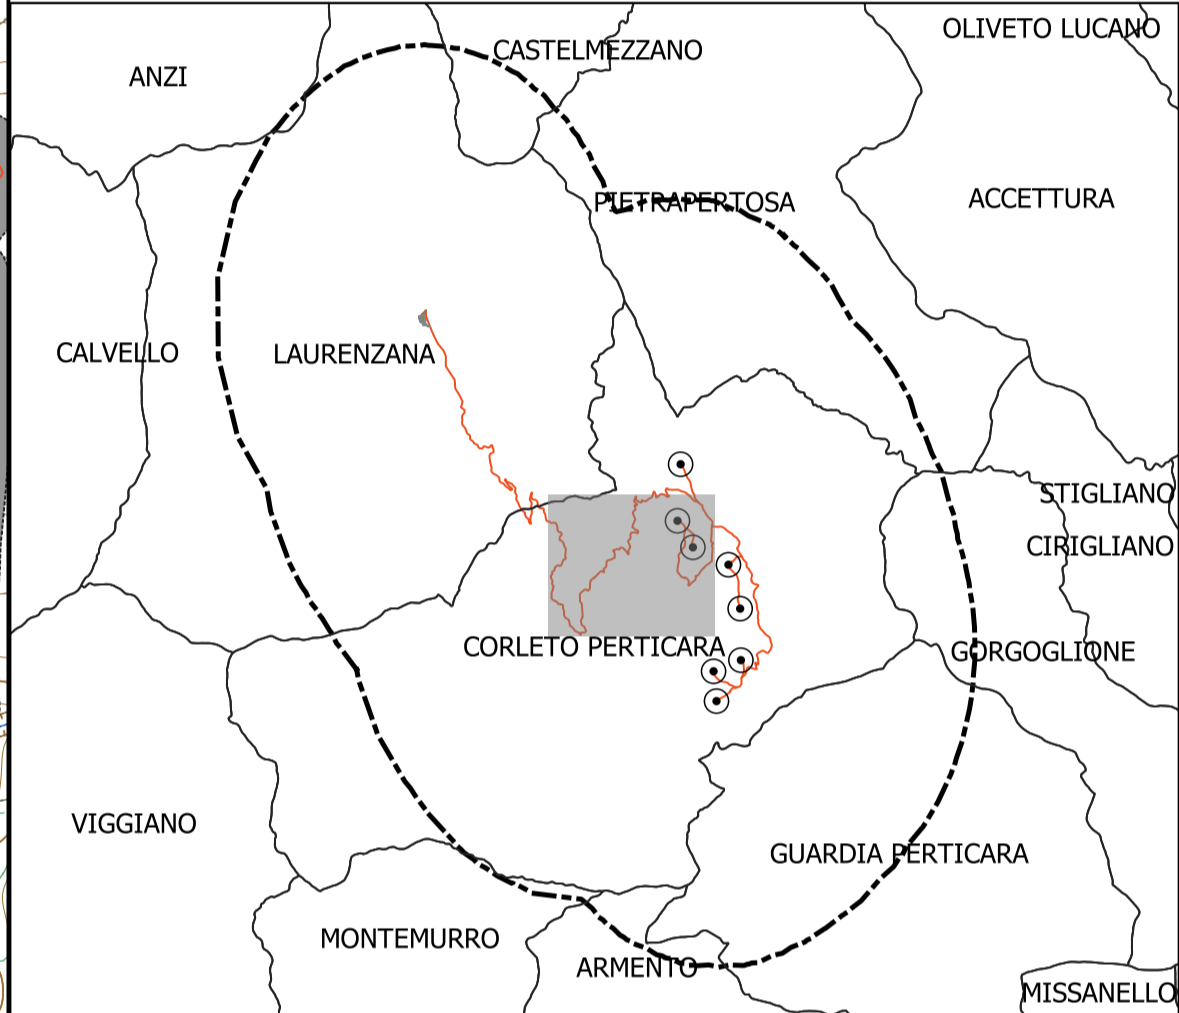 OLIVETO LUCANO
CASTELMEZZANO
ANZI
ACCETTURA
PIETRAPERTOSA
CALVELLO
LAURENZANA
STIGLIANO
CIRIGLIANO
CORLETO PERTICARA
GORGOGLIONE
VIGGIANO
GUARDIA PERTICARA
MONTEMURRO
ARMENTO
MISSANELLO